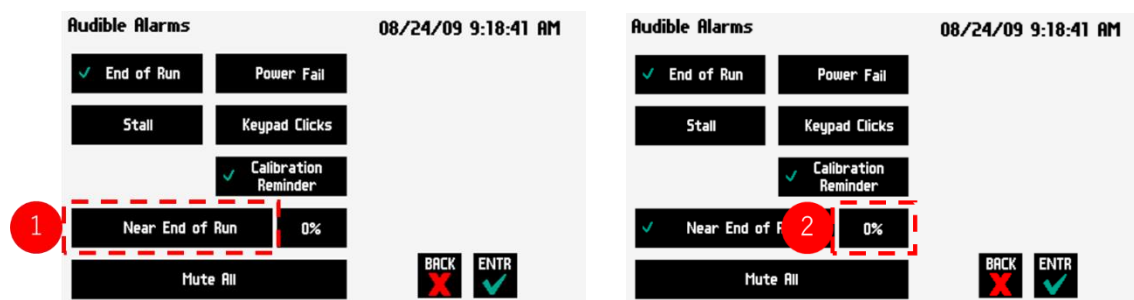 Audible Alarms 08/24/09 9:18:41 AM
End of Run Power Fail
Stall Keypad Clicks
Calibration
Reminder
1 Near End of Run 0%
BACK ENTR
Mute All
Audible Alarms 08/24/09 9:18:41 AM
End of Run Power Fail
Stall Keypad Clicks
Calibration
Reminder
Near End of 2 0%
BACK ENTR
Mute All